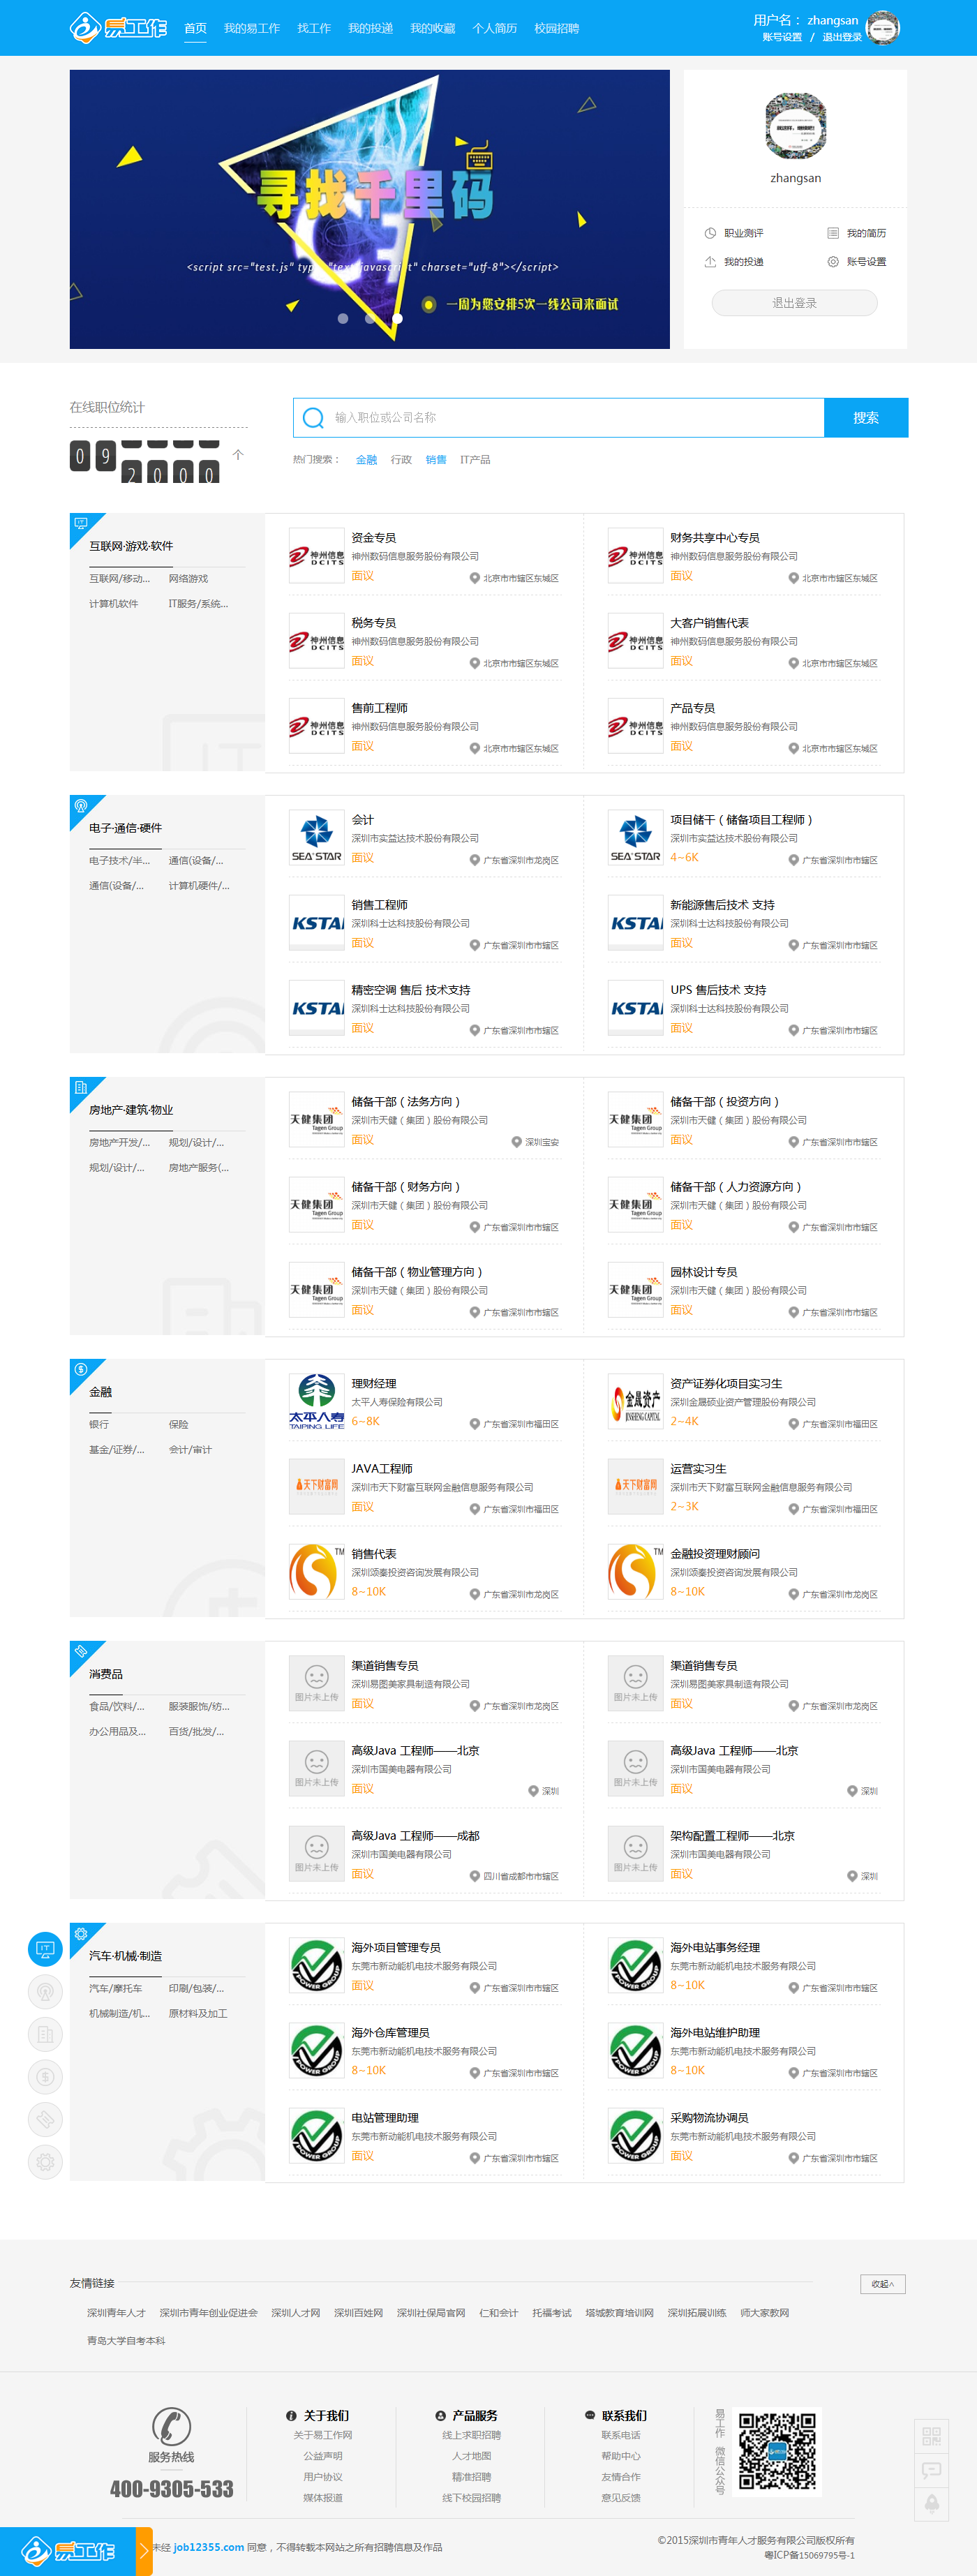 易工作 首页 我的易工作 找工作 我的投递 我的收藏 个人简历 校园招聘
用户名： zhangsan
账号设置 / 退出登录
寻找千里码
<script src="test.js" type="text/javascript" charset="utf-8"></script>
一周为您安排5次一线公司来面试
zhangsan
职业测评 我的简历
我的投递 账号设置
退出登录
在线职位统计
0 9 2 0 0 0 个
输入职位或公司名称 搜索
热门搜索： 金融 行政 销售 IT产品
互联网·游戏·软件
互联网/移动... 网络游戏
计算机软件 IT服务/系统...
资金专员
神州数码信息服务股份有限公司
面议 北京市市辖区东城区
财务共享中心专员
神州数码信息服务股份有限公司
面议 北京市市辖区东城区
税务专员
神州数码信息服务股份有限公司
面议 北京市市辖区东城区
大客户销售代表
神州数码信息服务股份有限公司
面议 北京市市辖区东城区
售前工程师
神州数码信息服务股份有限公司
面议 北京市市辖区东城区
产品专员
神州数码信息服务股份有限公司
面议 北京市市辖区东城区
电子·通信·硬件
电子技术/半... 通信(设备/...
通信(设备/... 计算机硬件/...
会计
深圳市实益达技术股份有限公司
面议 广东省深圳市龙岗区
项目储干（储备项目工程师）
深圳市实益达技术股份有限公司
4~6K 广东省深圳市市辖区
销售工程师
深圳科士达科技股份有限公司
面议 广东省深圳市市辖区
新能源售后技术 支持
深圳科士达科技股份有限公司
面议 广东省深圳市市辖区
精密空调 售后 技术支持
深圳科士达科技股份有限公司
面议 广东省深圳市市辖区
UPS 售后技术 支持
深圳科士达科技股份有限公司
面议 广东省深圳市市辖区
房地产·建筑·物业
房地产开发/... 规划/设计/...
规划/设计/... 房地产服务(...
储备干部（法务方向）
深圳市天健（集团）股份有限公司
面议 深圳宝安
储备干部（投资方向）
深圳市天健（集团）股份有限公司
面议 广东省深圳市市辖区
储备干部（财务方向）
深圳市天健（集团）股份有限公司
面议 广东省深圳市市辖区
储备干部（人力资源方向）
深圳市天健（集团）股份有限公司
面议 广东省深圳市市辖区
储备干部（物业管理方向）
深圳市天健（集团）股份有限公司
面议 广东省深圳市市辖区
园林设计专员
深圳市天健（集团）股份有限公司
面议 广东省深圳市市辖区
金融
银行 保险
基金/证券/... 会计/审计
理财经理
太平人寿保险有限公司
6~8K 广东省深圳市福田区
资产证券化项目实习生
深圳金晟硕业资产管理股份有限公司
2~4K 广东省深圳市福田区
JAVA工程师
深圳市天下财富互联网金融信息服务有限公司
面议 广东省深圳市福田区
运营实习生
深圳市天下财富互联网金融信息服务有限公司
2~3K 广东省深圳市福田区
销售代表
深圳颂秦投资咨询发展有限公司
8~10K 广东省深圳市龙岗区
金融投资理财顾问
深圳颂秦投资咨询发展有限公司
8~10K 广东省深圳市龙岗区
消费品
食品/饮料/... 服装服饰/纺...
办公用品及... 百货/批发/...
渠道销售专员
深圳易图美家具制造有限公司
面议 广东省深圳市龙岗区
渠道销售专员
深圳易图美家具制造有限公司
面议 广东省深圳市龙岗区
高级Java 工程师——北京
深圳市国美电器有限公司
面议 深圳
高级Java 工程师——北京
深圳市国美电器有限公司
面议 深圳
高级Java 工程师——成都
深圳市国美电器有限公司
面议 四川省成都市市辖区
架构配置工程师——北京
深圳市国美电器有限公司
面议 深圳
汽车·机械·制造
汽车/摩托车 印刷/包装/...
机械制造/机... 原材料及加工
海外项目管理专员
东莞市新动能机电技术服务有限公司
面议 广东省深圳市市辖区
海外电站事务经理
东莞市新动能机电技术服务有限公司
8~10K 广东省深圳市市辖区
海外仓库管理员
东莞市新动能机电技术服务有限公司
8~10K 广东省深圳市市辖区
海外电站维护助理
东莞市新动能机电技术服务有限公司
8~10K 广东省深圳市市辖区
电站管理助理
东莞市新动能机电技术服务有限公司
面议 广东省深圳市市辖区
采购物流协调员
东莞市新动能机电技术服务有限公司
面议 广东省深圳市市辖区
友情链接 收起∧
深圳青年人才 深圳市青年创业促进会 深圳人才网 深圳百姓网 深圳社保局官网 仁和会计 托福考试 塔城教育培训网 深圳拓展训练 师大家教网
青岛大学自考本科
服务热线
400-9305-533
关于我们
关于易工作网
公益声明
用户协议
媒体报道
产品服务
线上求职招聘
人才地图
精准招聘
线下校园招聘
联系我们
联系电话
帮助中心
友情合作
意见反馈
易工作 微信公众号
未经 job12355.com 同意，不得转载本网站之所有招聘信息及作品
©2015深圳市青年人才服务有限公司版权所有
粤ICP备15069795号-1
易工作